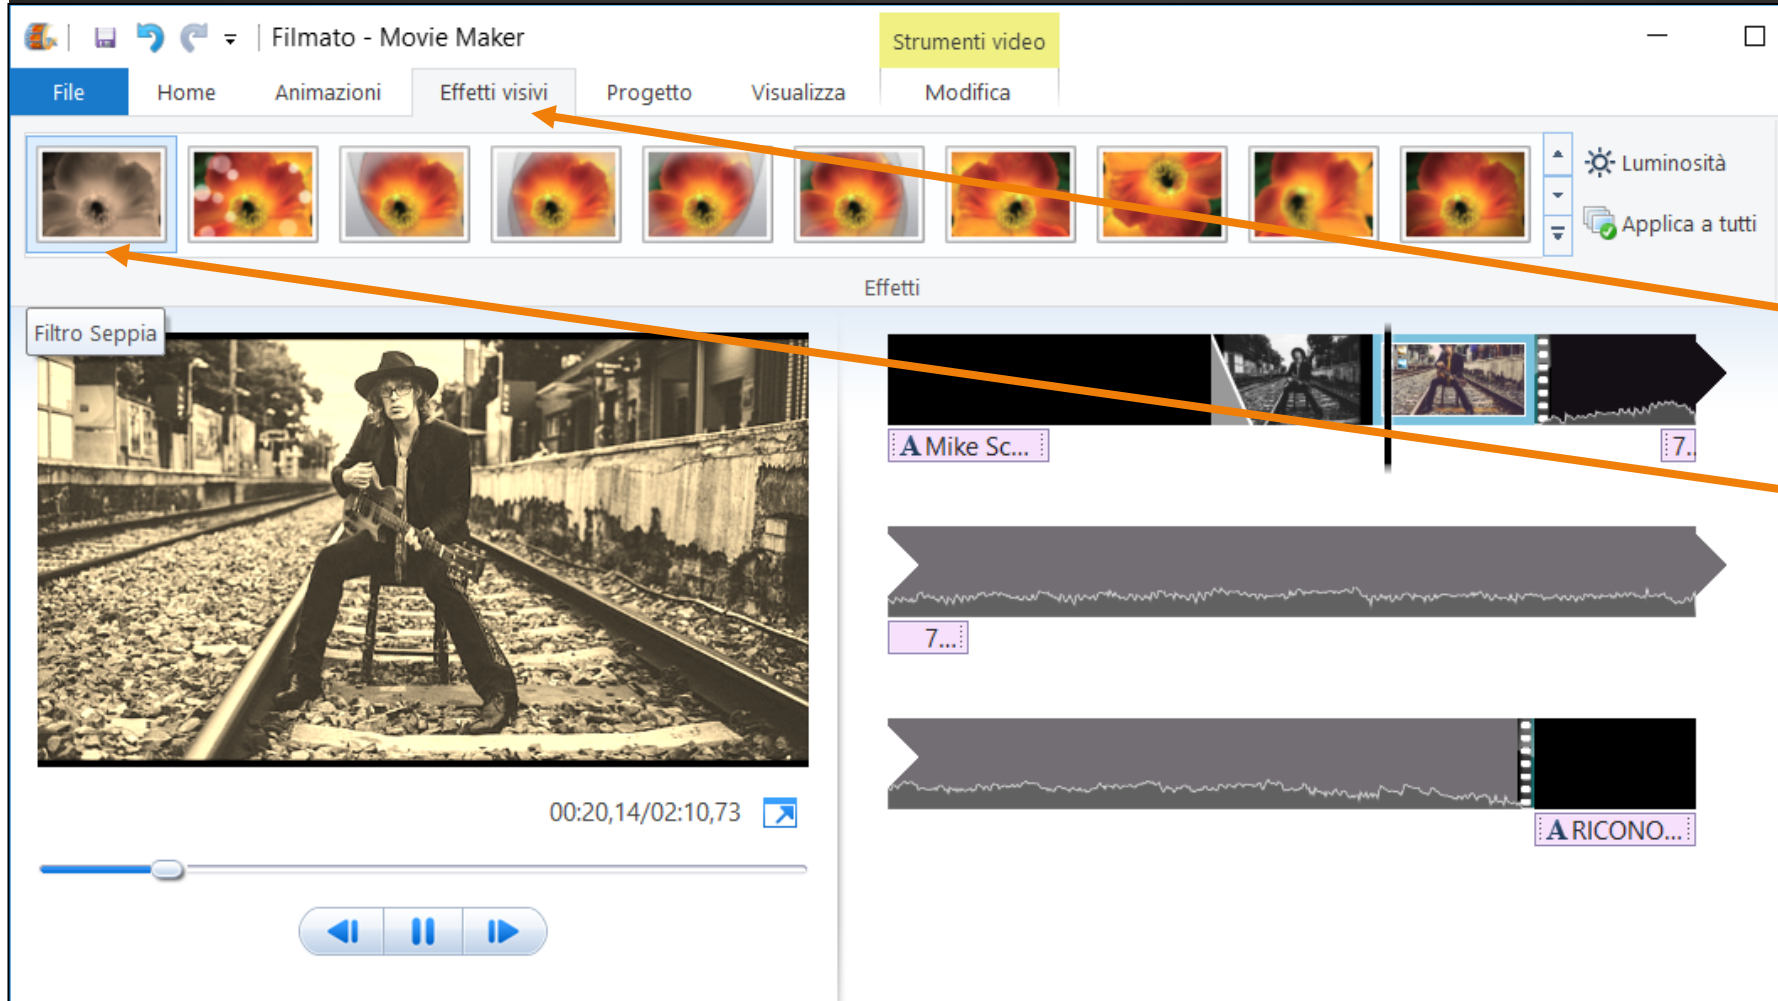 Filmato - Movie Maker
Strumenti video
File
Home
Animazioni
Effetti visivi
Progetto
Visualizza
Modifica
Luminosità
Applica a tutti
Effetti
Filtro Seppia
A Mike Sc...
7..
7...
00:20,14/02:10,73
A RICONO...